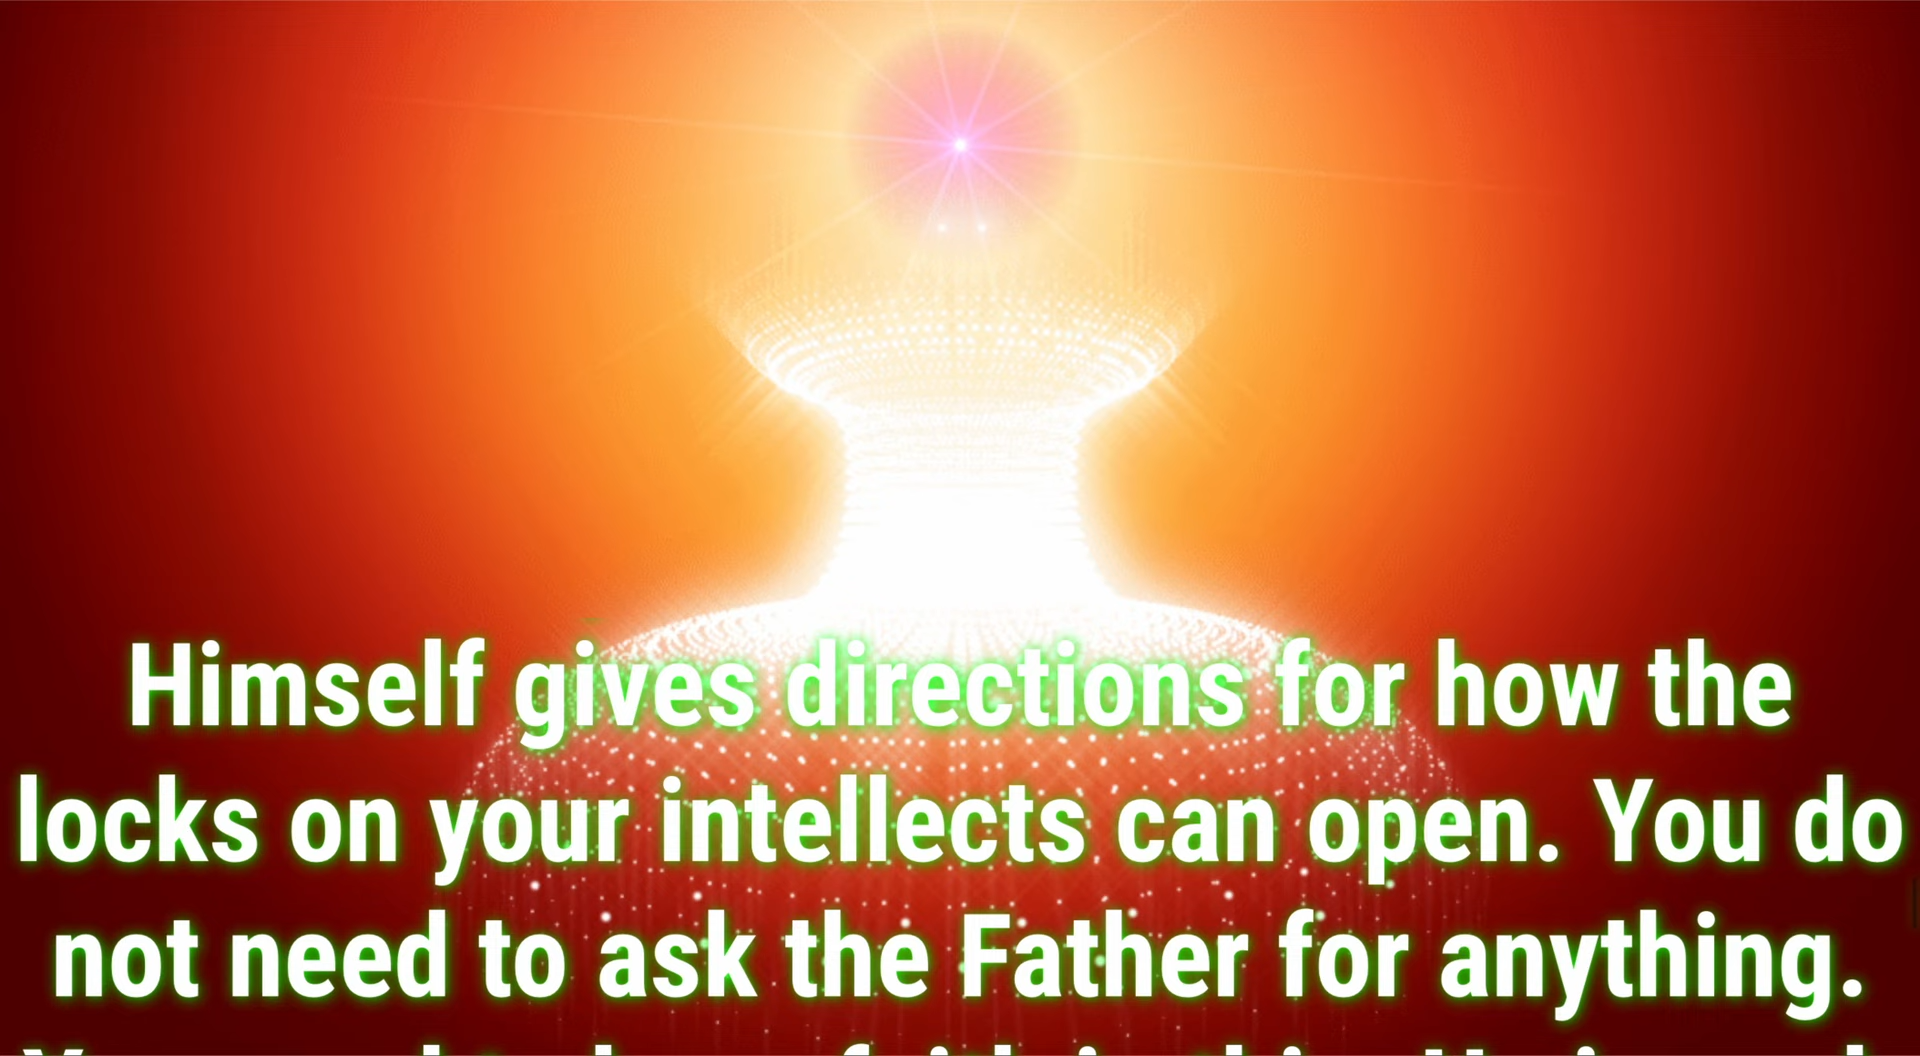 Himself gives directions for how the
locks on your intellects can open. You do
not need to ask the Father for anything.